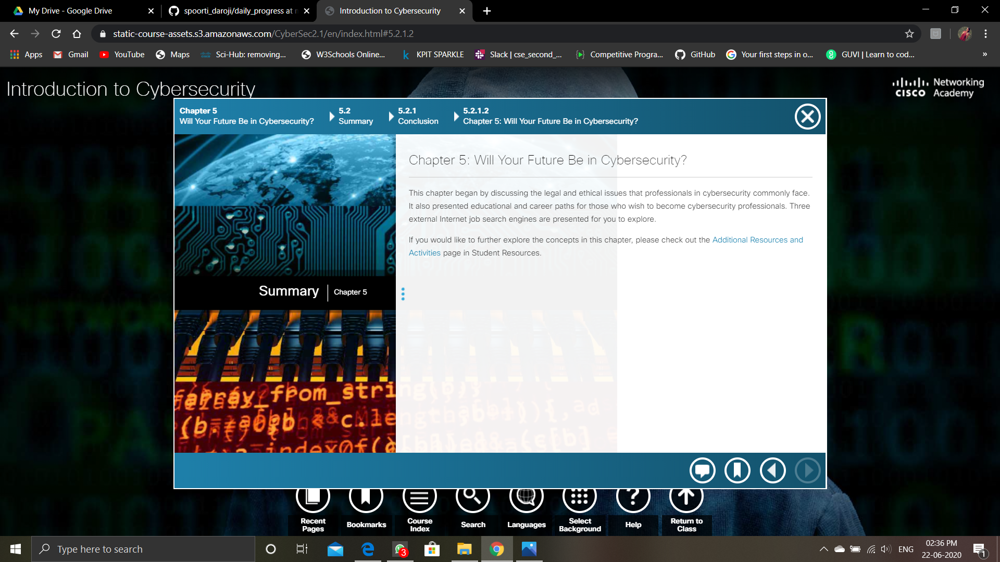 My Drive - Google Drive
spoorti_daroji/daily_progress at
Introduction to Cybersecurity
static-course-assets.s3.amazonaws.com/CyberSec2.1/en/index.html#5.2.1.2
Apps
Gmail
YouTube
Maps
Sci-Hub: removing...
W3Schools Online...
KPIT SPARKLE
Slack | cse_second_...
Competitive Progra...
GitHub
Your first steps in o...
GUVI | Learn to cod...
»
Introduction to Cybersecurity
CISCO Networking Academy
Chapter 5
Will Your Future Be in Cybersecurity?
5.2
Summary
5.2.1
Conclusion
5.2.1.2
Chapter 5: Will Your Future Be in Cybersecurity?
Chapter 5: Will Your Future Be in Cybersecurity?
This chapter began by discussing the legal and ethical issues that professionals in cybersecurity commonly face.
It also presented educational and career paths for those who wish to become cybersecurity professionals. Three
external Internet job search engines are presented for you to explore.
If you would like to further explore the concepts in this chapter, please check out the Additional Resources and
Activities page in Student Resources.
Summary | Chapter 5
Recent Pages
Bookmarks
Course Index
Search
Languages
Select Background
Help
Return to Class
Type here to search
3
ENG
02:36 PM
22-06-2020
1